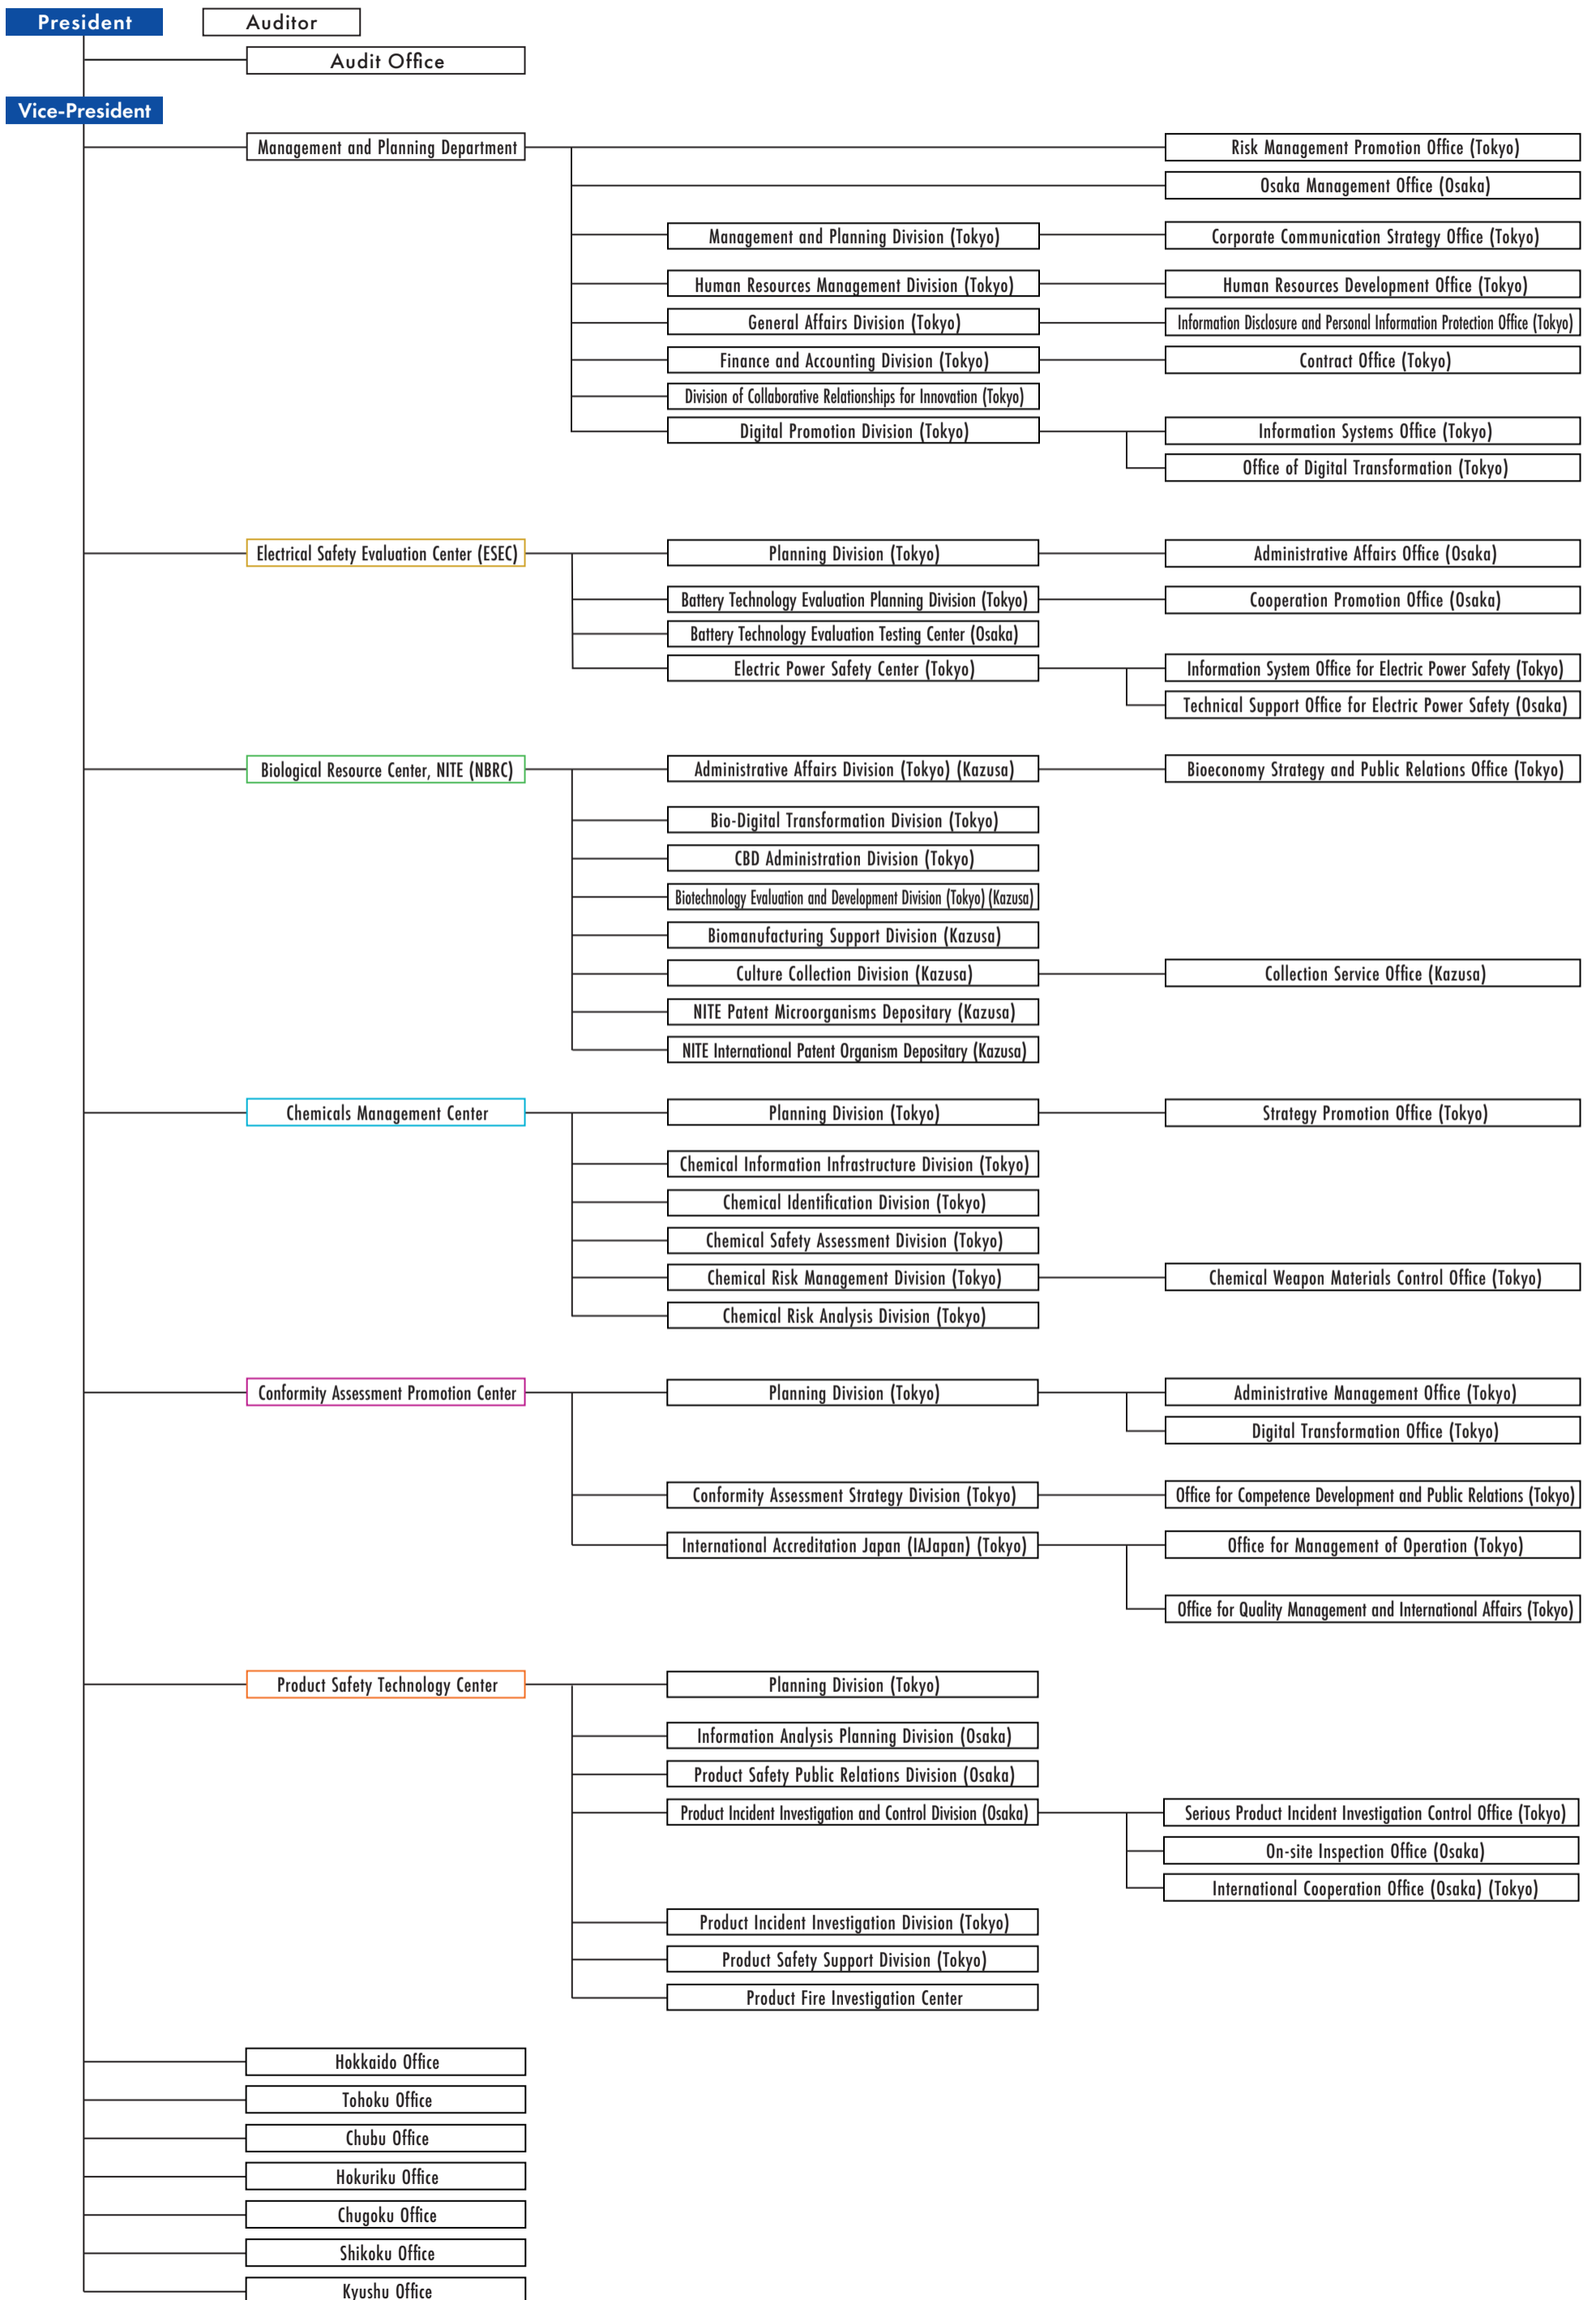 President
Auditor
Audit Office
Vice-President
Management and Planning Department
Risk Management Promotion Office (Tokyo)
Osaka Management Office (Osaka)
Management and Planning Division (Tokyo)
Corporate Communication Strategy Office (Tokyo)
Human Resources Management Division (Tokyo)
Human Resources Development Office (Tokyo)
General Affairs Division (Tokyo)
Information Disclosure and Personal Information Protection Office (Tokyo)
Finance and Accounting Division (Tokyo)
Contract Office (Tokyo)
Division of Collaborative Relationships for Innovation (Tokyo)
Digital Promotion Division (Tokyo)
Information Systems Office (Tokyo)
Office of Digital Transformation (Tokyo)
Electrical Safety Evaluation Center (ESEC)
Planning Division (Tokyo)
Administrative Affairs Office (Osaka)
Battery Technology Evaluation Planning Division (Tokyo)
Cooperation Promotion Office (Osaka)
Battery Technology Evaluation Testing Center (Osaka)
Electric Power Safety Center (Tokyo)
Information System Office for Electric Power Safety (Tokyo)
Technical Support Office for Electric Power Safety (Osaka)
Biological Resource Center, NITE (NBRC)
Administrative Affairs Division (Tokyo) (Kazusa)
Bioeconomy Strategy and Public Relations Office (Tokyo)
Bio-Digital Transformation Division (Tokyo)
CBD Administration Division (Tokyo)
Biotechnology Evaluation and Development Division (Tokyo) (Kazusa)
Biomanufacturing Support Division (Kazusa)
Culture Collection Division (Kazusa)
Collection Service Office (Kazusa)
NITE Patent Microorganisms Depositary (Kazusa)
NITE International Patent Organism Depositary (Kazusa)
Chemicals Management Center
Planning Division (Tokyo)
Strategy Promotion Office (Tokyo)
Chemical Information Infrastructure Division (Tokyo)
Chemical Identification Division (Tokyo)
Chemical Safety Assessment Division (Tokyo)
Chemical Risk Management Division (Tokyo)
Chemical Weapon Materials Control Office (Tokyo)
Chemical Risk Analysis Division (Tokyo)
Conformity Assessment Promotion Center
Planning Division (Tokyo)
Administrative Management Office (Tokyo)
Digital Transformation Office (Tokyo)
Conformity Assessment Strategy Division (Tokyo)
Office for Competence Development and Public Relations (Tokyo)
International Accreditation Japan (IAJapan) (Tokyo)
Office for Management of Operation (Tokyo)
Office for Quality Management and International Affairs (Tokyo)
Product Safety Technology Center
Planning Division (Tokyo)
Information Analysis Planning Division (Osaka)
Product Safety Public Relations Division (Osaka)
Product Incident Investigation and Control Division (Osaka)
Serious Product Incident Investigation Control Office (Tokyo)
On-site Inspection Office (Osaka)
International Cooperation Office (Osaka) (Tokyo)
Product Incident Investigation Division (Tokyo)
Product Safety Support Division (Tokyo)
Product Fire Investigation Center
Hokkaido Office
Tohoku Office
Chubu Office
Hokuriku Office
Chugoku Office
Shikoku Office
Kyushu Office